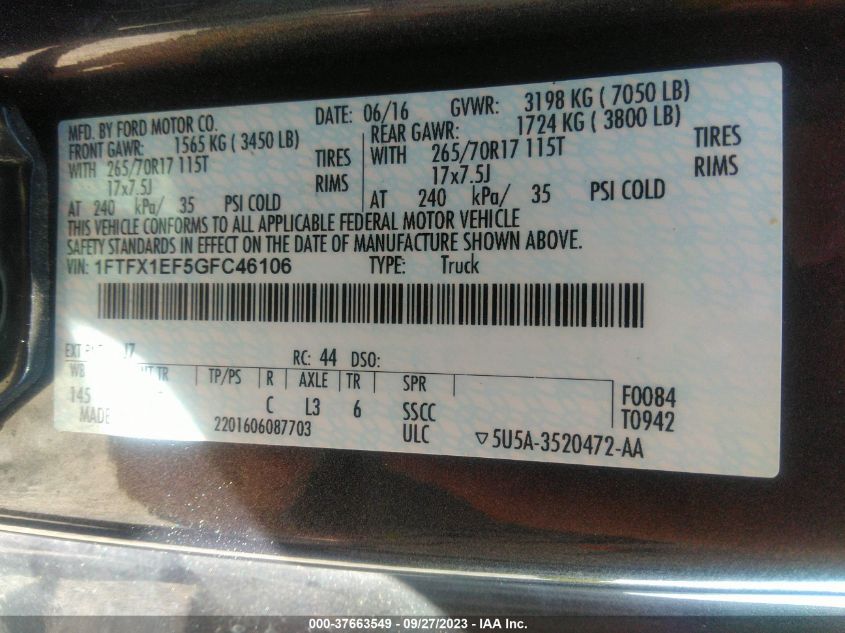 MFD. BY FORD MOTOR CO. DATE: 06/16 GVWR: 3198 KG ( 7050 LB)
FRONT GAWR: 1565 KG ( 3450 LB) REAR GAWR: 1724 KG ( 3800 LB)
WITH 265/70R17 115T TIRES WITH 265/70R17 115T TIRES
17x7.5J RIMS 17x7.5J RIMS
AT 240 kPa/ 35 PSI COLD AT 240 kPa/ 35 PSI COLD
THIS VEHICLE CONFORMS TO ALL APPLICABLE FEDERAL MOTOR VEHICLE
SAFETY STANDARDS IN EFFECT ON THE DATE OF MANUFACTURE SHOWN ABOVE.
VIN: 1FTFX1EF5GFC46106 TYPE: Truck
EXT J7 RC: 44 DSO:
WB TR TP/PS R AXLE TR SPR
145 C L3 6 SSCC F0084
MADE 2201606087703 ULC T0942
▽5U5A-3520472-AA
000-37663549 - 09/27/2023 - IAA Inc.